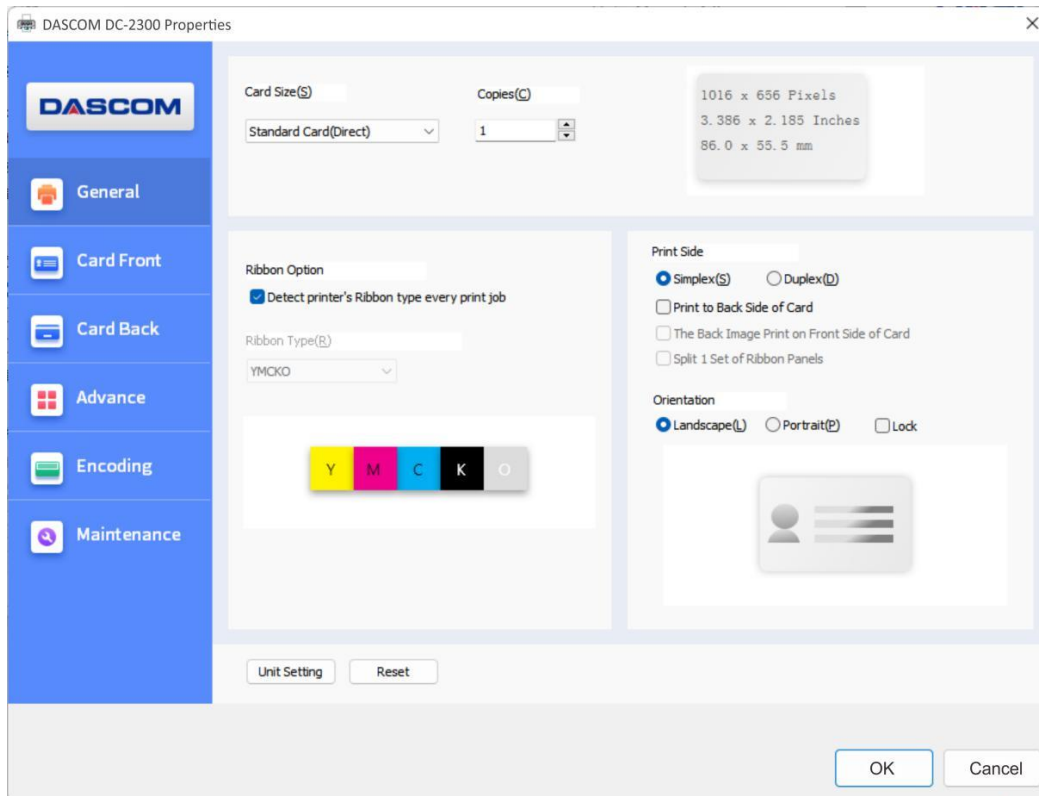 DASCOM DC-2300 Properties
DASCOM
General
Card Front
Card Back
Advance
Encoding
Maintenance
Card Size(S)
Copies(C)
Standard Card(Direct)
1
1016 x 656 Pixels
3.386 x 2.185 Inches
86.0 x 55.5 mm
Ribbon Option
Detect printer's Ribbon type every print job
Ribbon Type(R)
YMCKO
Y M C K O
Print Side
Simplex(S) Duplex(D)
Print to Back Side of Card
The Back Image Print on Front Side of Card
Split 1 Set of Ribbon Panels
Orientation
Landscape(L) Portrait(P) Lock
Unit Setting Reset
OK Cancel